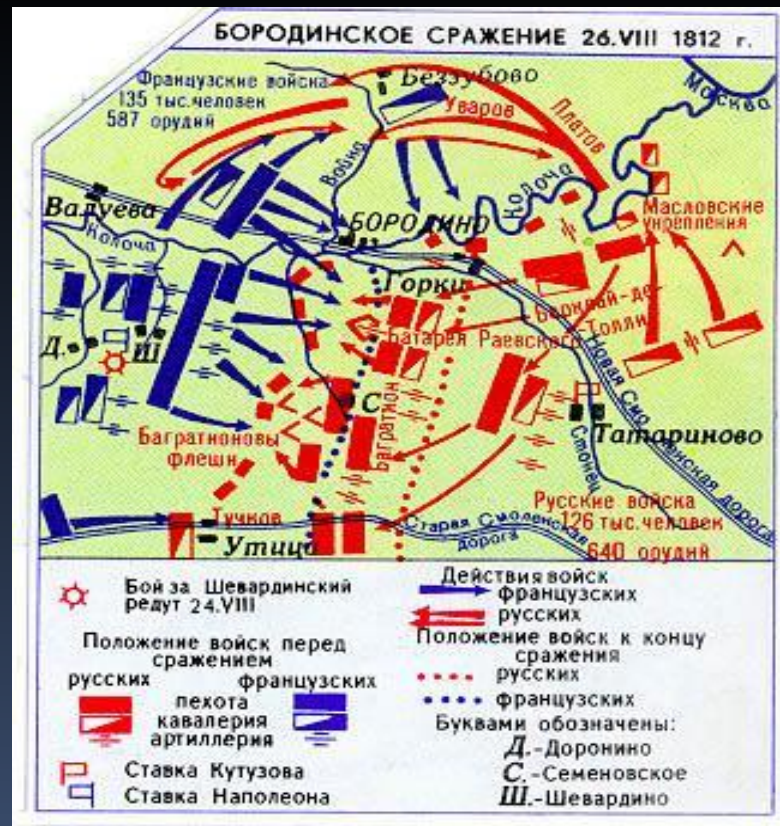 БОРОДИНСКОЕ СРАЖЕНИЕ 26.VIII 1812 г.
Французские войска
135 тыс.человек
587 орудий
Беззубово
Москва
Уваров
Платов
Война
Колоча
Валуева
Колоча
БОРОДИНО
Масловские
укрепления
Горки
Барклай-де-
Толли
Батарея Раевского
Д.
Ш
С.
Багратион
Багратионовы
флеши
Новая Смоленская дорога
Татариново
Стонец
Тучков
Утица
Старая Смоленская
дорога
Русские войска
126 тыс.человек
640 орудий
Бой за Шевардинский
редут 24.VIII
Положение войск перед
сражением
русских французских
пехота
кавалерия
артиллерия
Ставка Кутузова
Ставка Наполеона
Действия войск
французских
русских
Положение войск к концу
сражения
русских
французских
Буквами обозначены:
Д.-Доронино
С.-Семеновское
Ш.-Шевардино